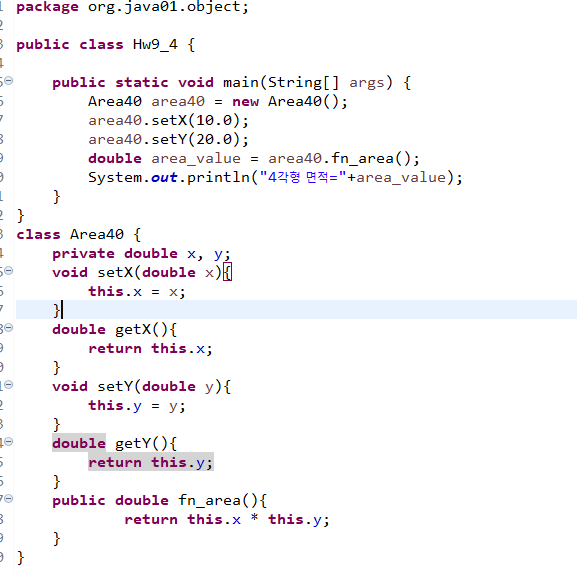 package org.java01.object;
public class Hw9_4 {
public static void main(String[] args) {
Area40 area40 = new Area40();
area40.setX(10.0);
area40.setY(20.0);
double area_value = area40.fn_area();
System.out.println("4각형 면적="+area_value);
}
}
class Area40 {
private double x, y;
void setX(double x){
this.x = x;
}
double getX(){
return this.x;
}
void setY(double y){
this.y = y;
}
double getY(){
return this.y;
}
public double fn_area(){
return this.x * this.y;
}
}